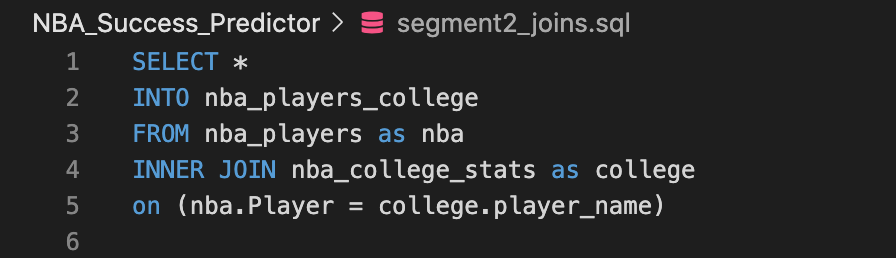 NBA_Success_Predictor > segment2_joins.sql
1 SELECT *
2 INTO nba_players_college
3 FROM nba_players as nba
4 INNER JOIN nba_college_stats as college
5 on (nba.Player = college.player_name)
6